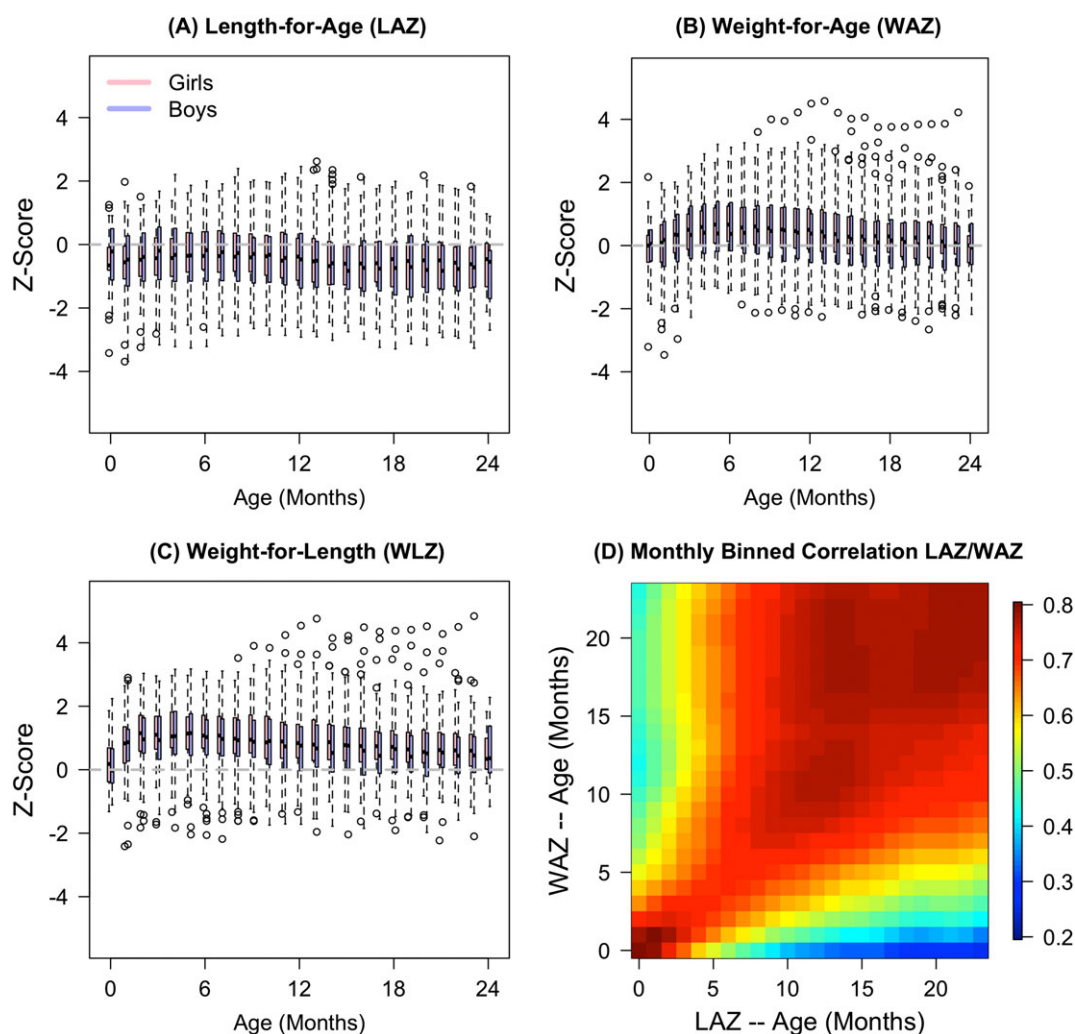 (A) Length-for-Age (LAZ)
Girls
Boys
4
2
0
-2
-4
Z-Score
0 6 12 18 24
Age (Months)
(B) Weight-for-Age (WAZ)
4
2
0
-2
-4
Z-Score
0 6 12 18 24
Age (Months)
(C) Weight-for-Length (WLZ)
4
2
0
-2
-4
Z-Score
0 6 12 18 24
Age (Months)
(D) Monthly Binned Correlation LAZ/WAZ
20
15
10
5
0
WAZ -- Age (Months)
0 5 10 15 20
LAZ -- Age (Months)
0.8
0.7
0.6
0.5
0.4
0.3
0.2